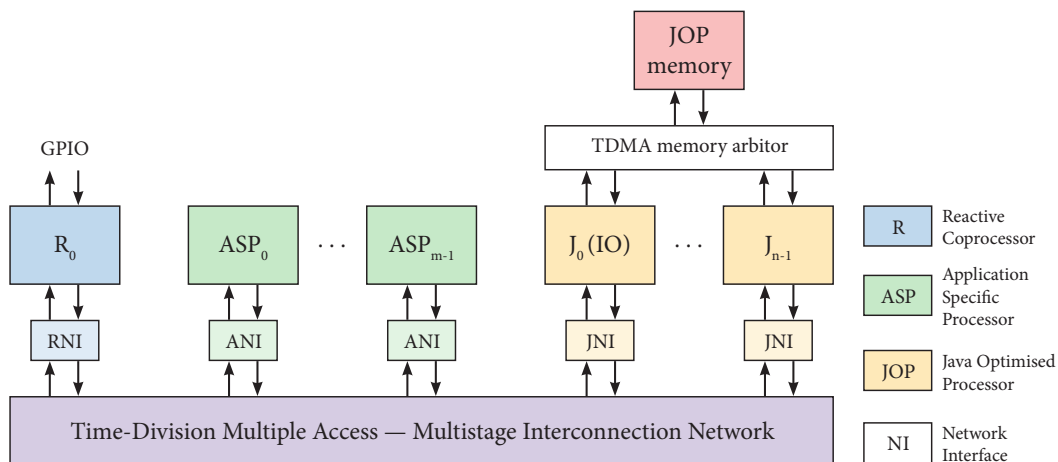 JOP
memory
TDMA memory arbitor
GPIO
R0
ASP0
· · ·
ASPm-1
J0(IO)
· · ·
Jn-1
RNI
ANI
ANI
JNI
JNI
Time-Division Multiple Access — Multistage Interconnection Network
R
Reactive
Coprocessor
ASP
Application
Specific
Processor
JOP
Java Optimised
Processor
NI
Network
Interface